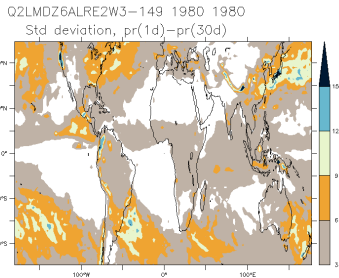 Q2LMDZ6ALRE2W3-149 1980 1980
Std deviation, pr(1d)-pr(30d)
°N
°N
0°
°S
°S
100°W
0°
100°E
15
12
9
6
3